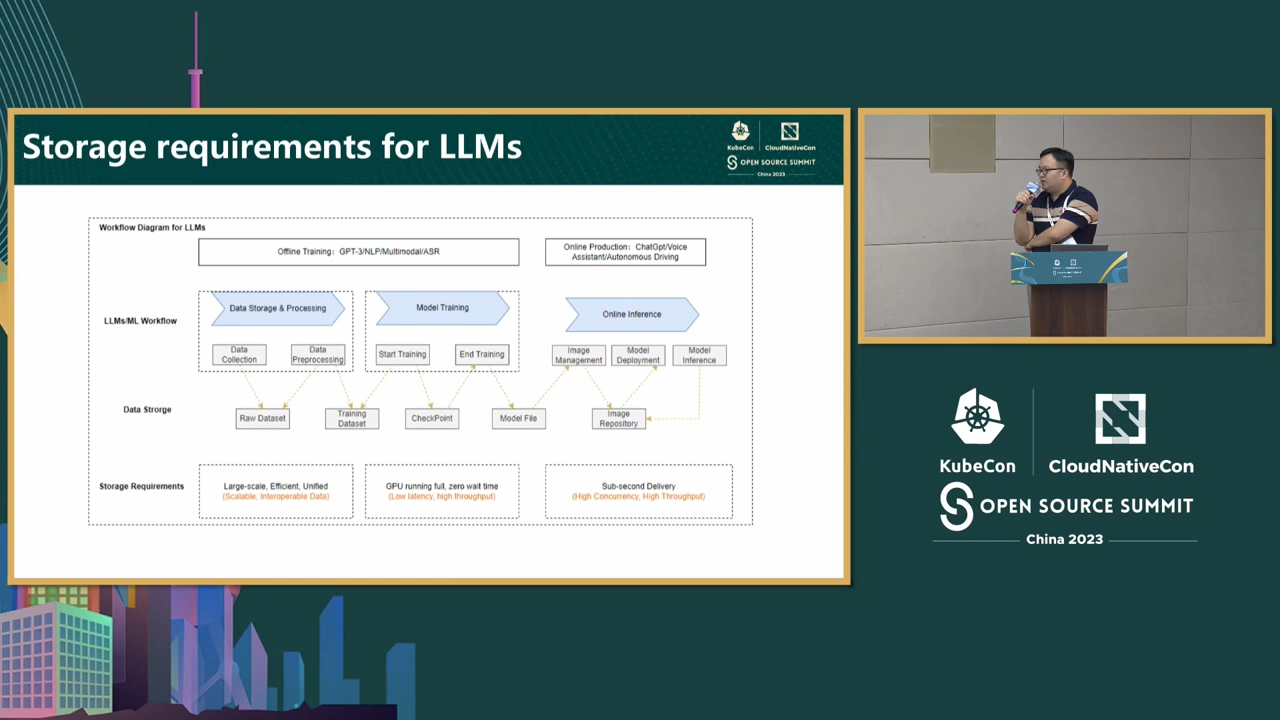 Storage requirements for LLMs
KubeCon
CloudNativeCon
OPEN SOURCE SUMMIT
China 2023
Workflow Diagram for LLMs
Offline Training: GPT-3/NLP/Multimodal/ASR
Online Production: ChatGpt/Voice
Assistant/Autonomous Driving
LLMs/ML Workflow
Data Storage & Processing
Model Training
Online Inference
Data
Collection
Data
Preprocessing
Start Training
End Training
Image
Management
Model
Deployment
Model
Inference
Data Strorge
Raw Dataset
Training
Dataset
CheckPoint
Model File
Image
Repository
Storage Requirements
Large-scale, Efficient, Unified
(Scalable, Interoperable Data)
GPU running full, zero wait time
(Low latency, high throughput)
Sub-second Delivery
(High Concurrency, High Throughput)
KubeCon
CloudNativeCon
OPEN SOURCE SUMMIT
China 2023